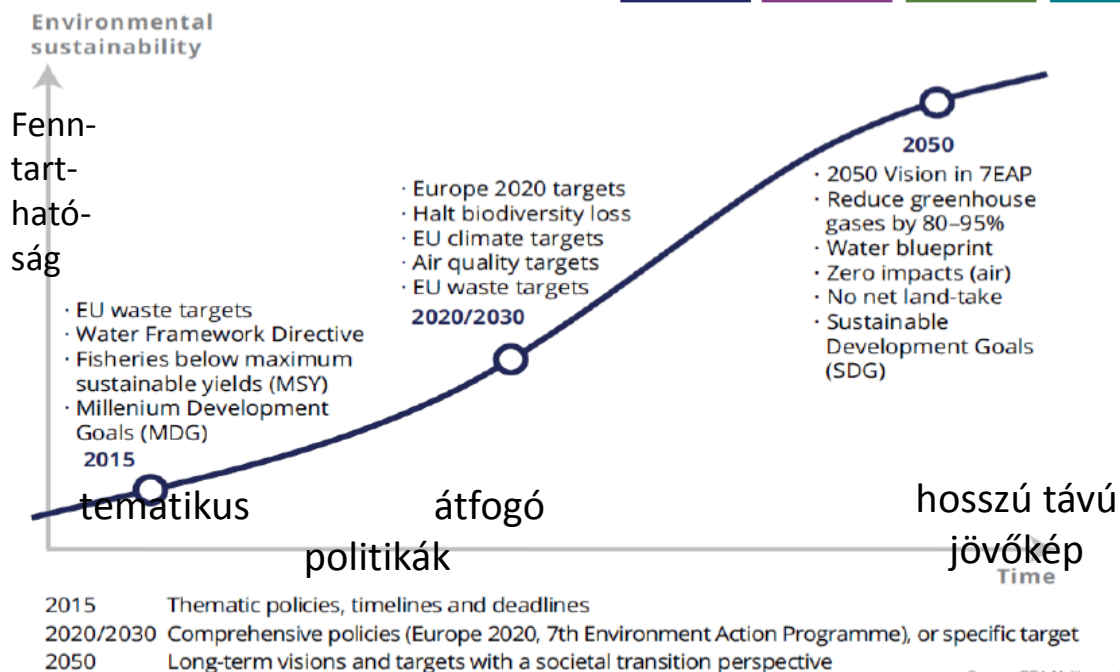 Environmental
sustainability
Fenn-
tart-
ható-
ság
· EU waste targets
· Water Framework Directive
· Fisheries below maximum
sustainable yields (MSY)
· Millenium Development
Goals (MDG)
2015
· Europe 2020 targets
· Halt biodiversity loss
· EU climate targets
· Air quality targets
· EU waste targets
2020/2030
2050
· 2050 Vision in 7EAP
· Reduce greenhouse
gases by 80–95%
· Water blueprint
· Zero impacts (air)
· No net land-take
· Sustainable
Development Goals
(SDG)
tematikus
átfogó
politikák
hosszú távú
jövőkép
Time
2015 Thematic policies, timelines and deadlines
2020/2030 Comprehensive policies (Europe 2020, 7th Environment Action Programme), or specific target
2050 Long-term visions and targets with a societal transition perspective